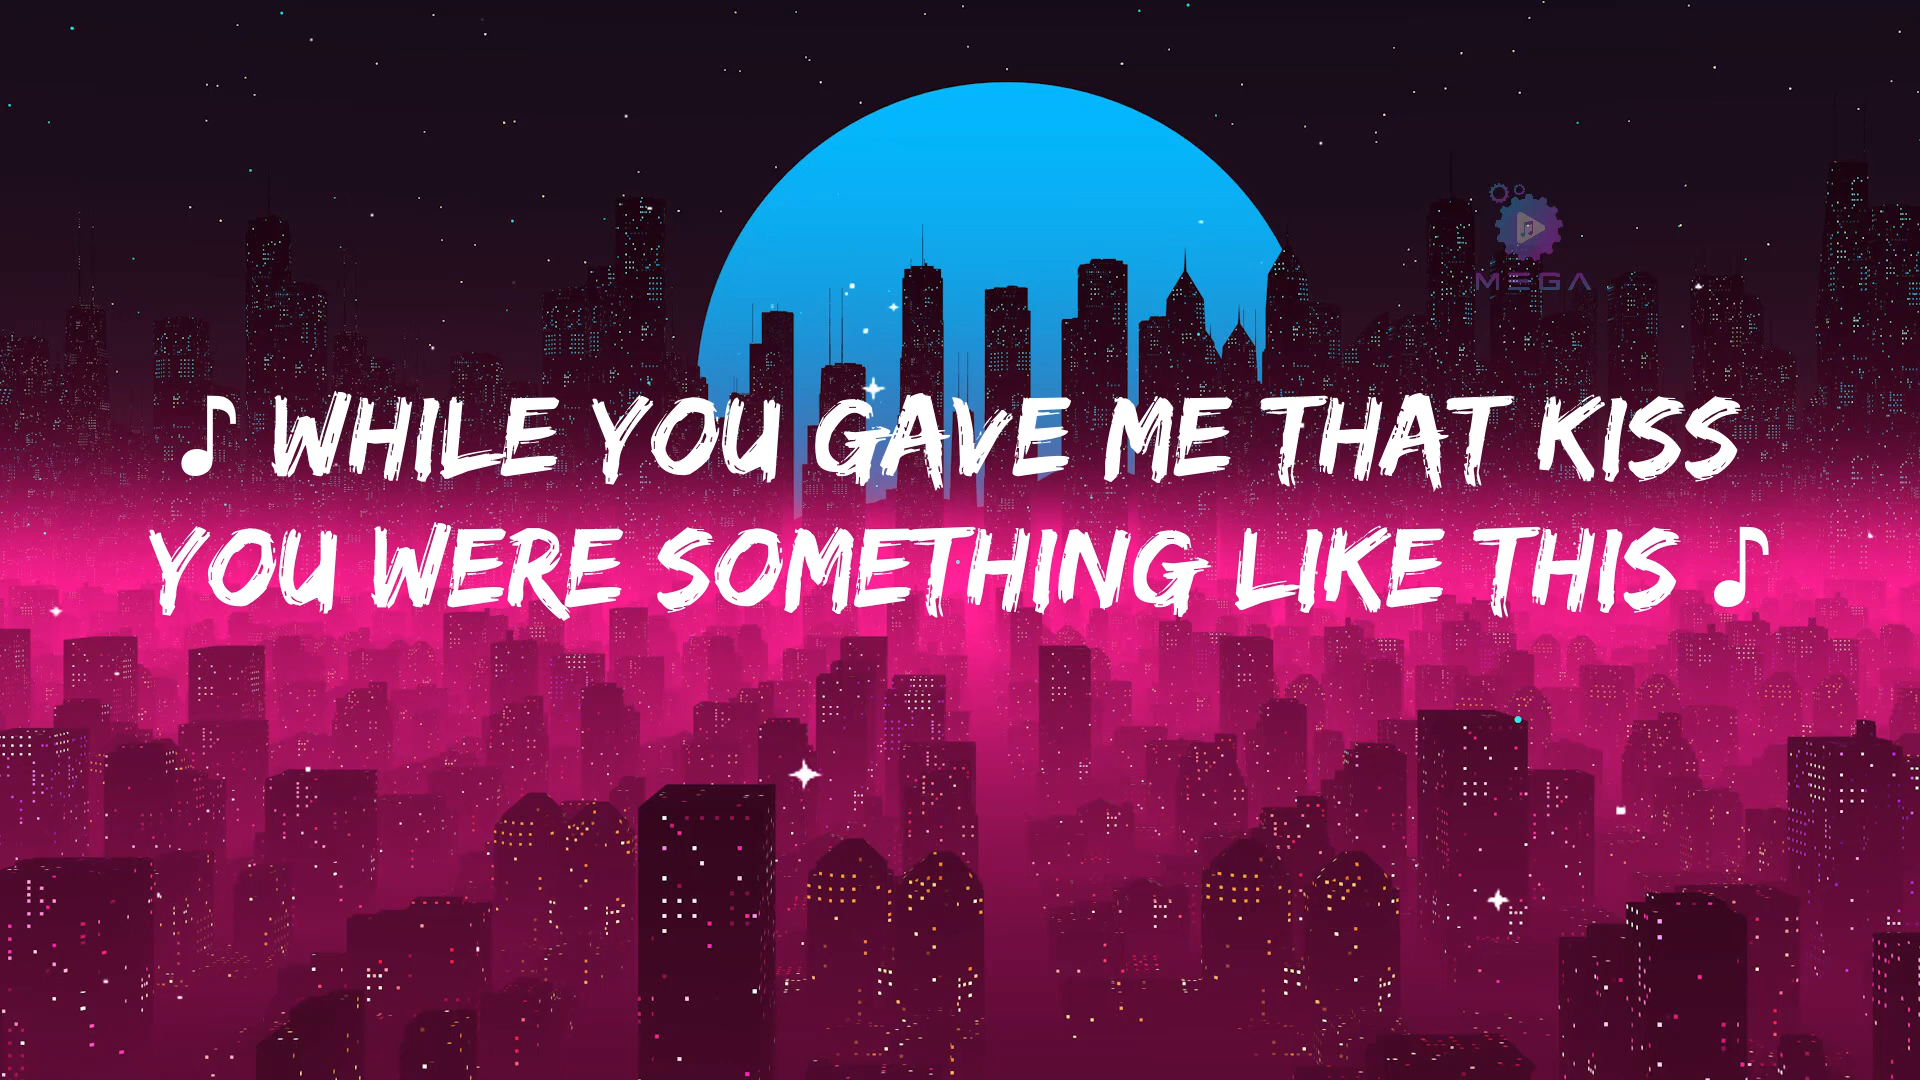 MEGA
♪ WHILE YOU GAVE ME THAT KISS
YOU WERE SOMETHING LIKE THIS ♪